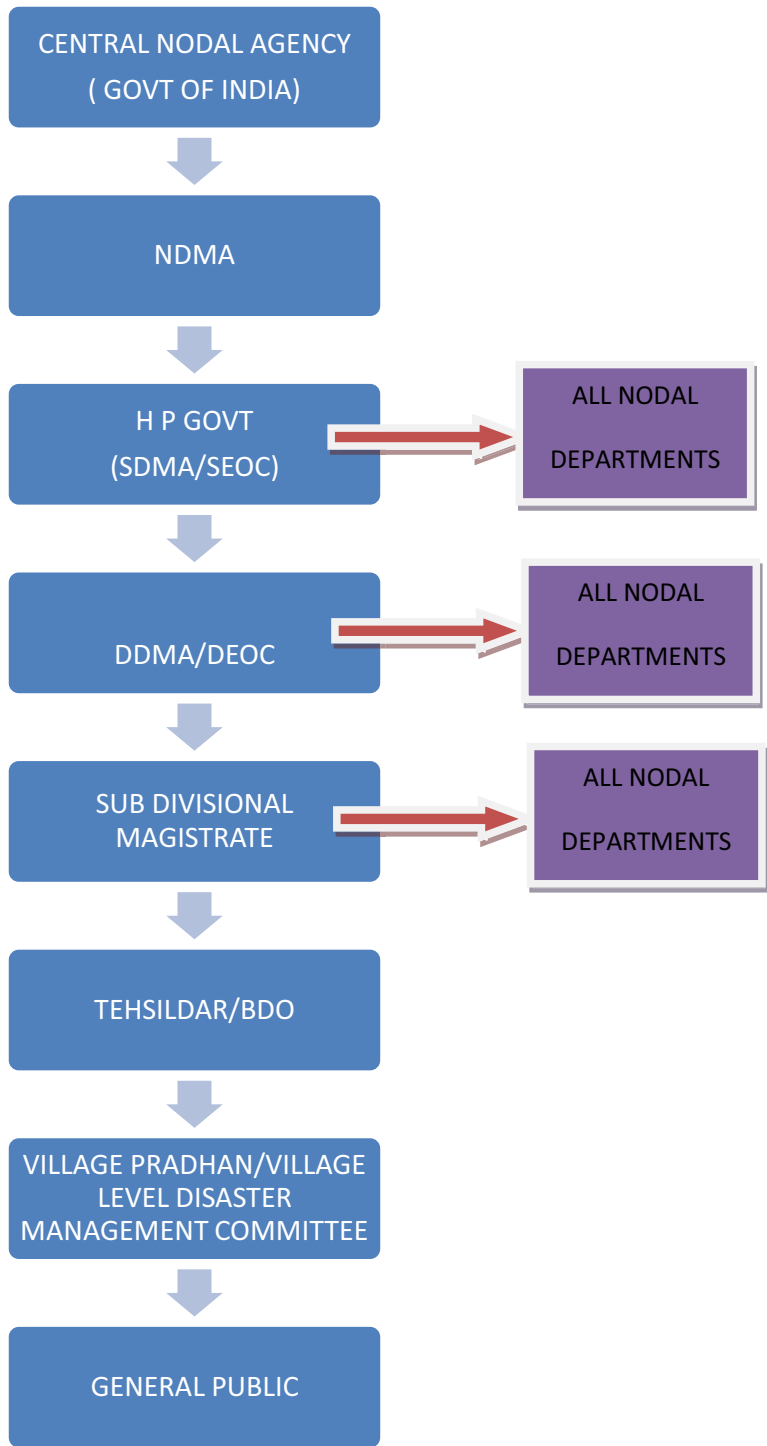 CENTRAL NODAL AGENCY
( GOVT OF INDIA)
NDMA
H P GOVT
(SDMA/SEOC)
ALL NODAL
DEPARTMENTS
DDMA/DEOC
ALL NODAL
DEPARTMENTS
SUB DIVISIONAL
MAGISTRATE
ALL NODAL
DEPARTMENTS
TEHSILDAR/BDO
VILLAGE PRADHAN/VILLAGE
LEVEL DISASTER
MANAGEMENT COMMITTEE
GENERAL PUBLIC